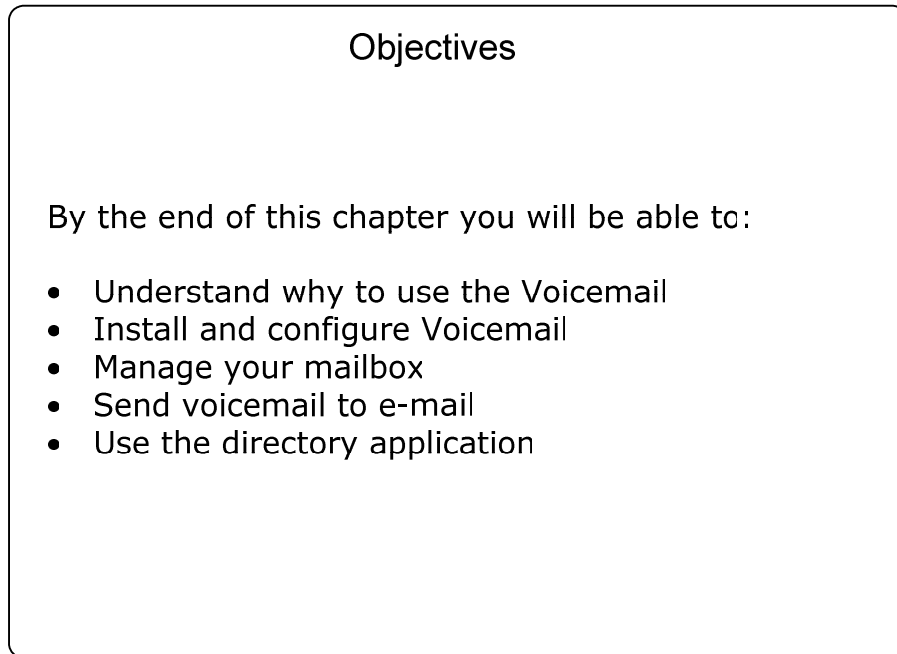 Objectives
By the end of this chapter you will be able to:
• Understand why to use the Voicemail
• Install and configure Voicemail
• Manage your mailbox
• Send voicemail to e-mail
• Use the directory application